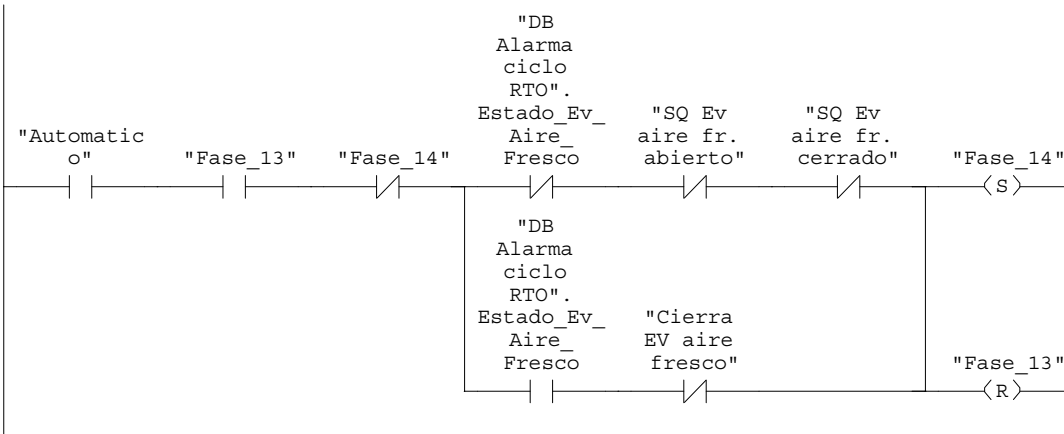 "DB
Alarma
ciclo
RTO".
Estado_Ev_
Aire_
Fresco
"SQ Ev
aire fr.
abierto"
"SQ Ev
aire fr.
cerrado"
"Automatic
o"
"Fase_13"
"Fase_14"
"Fase_14"
S
"DB
Alarma
ciclo
RTO".
Estado_Ev_
Aire_
Fresco
"Cierra
EV aire
fresco"
"Fase_13"
R